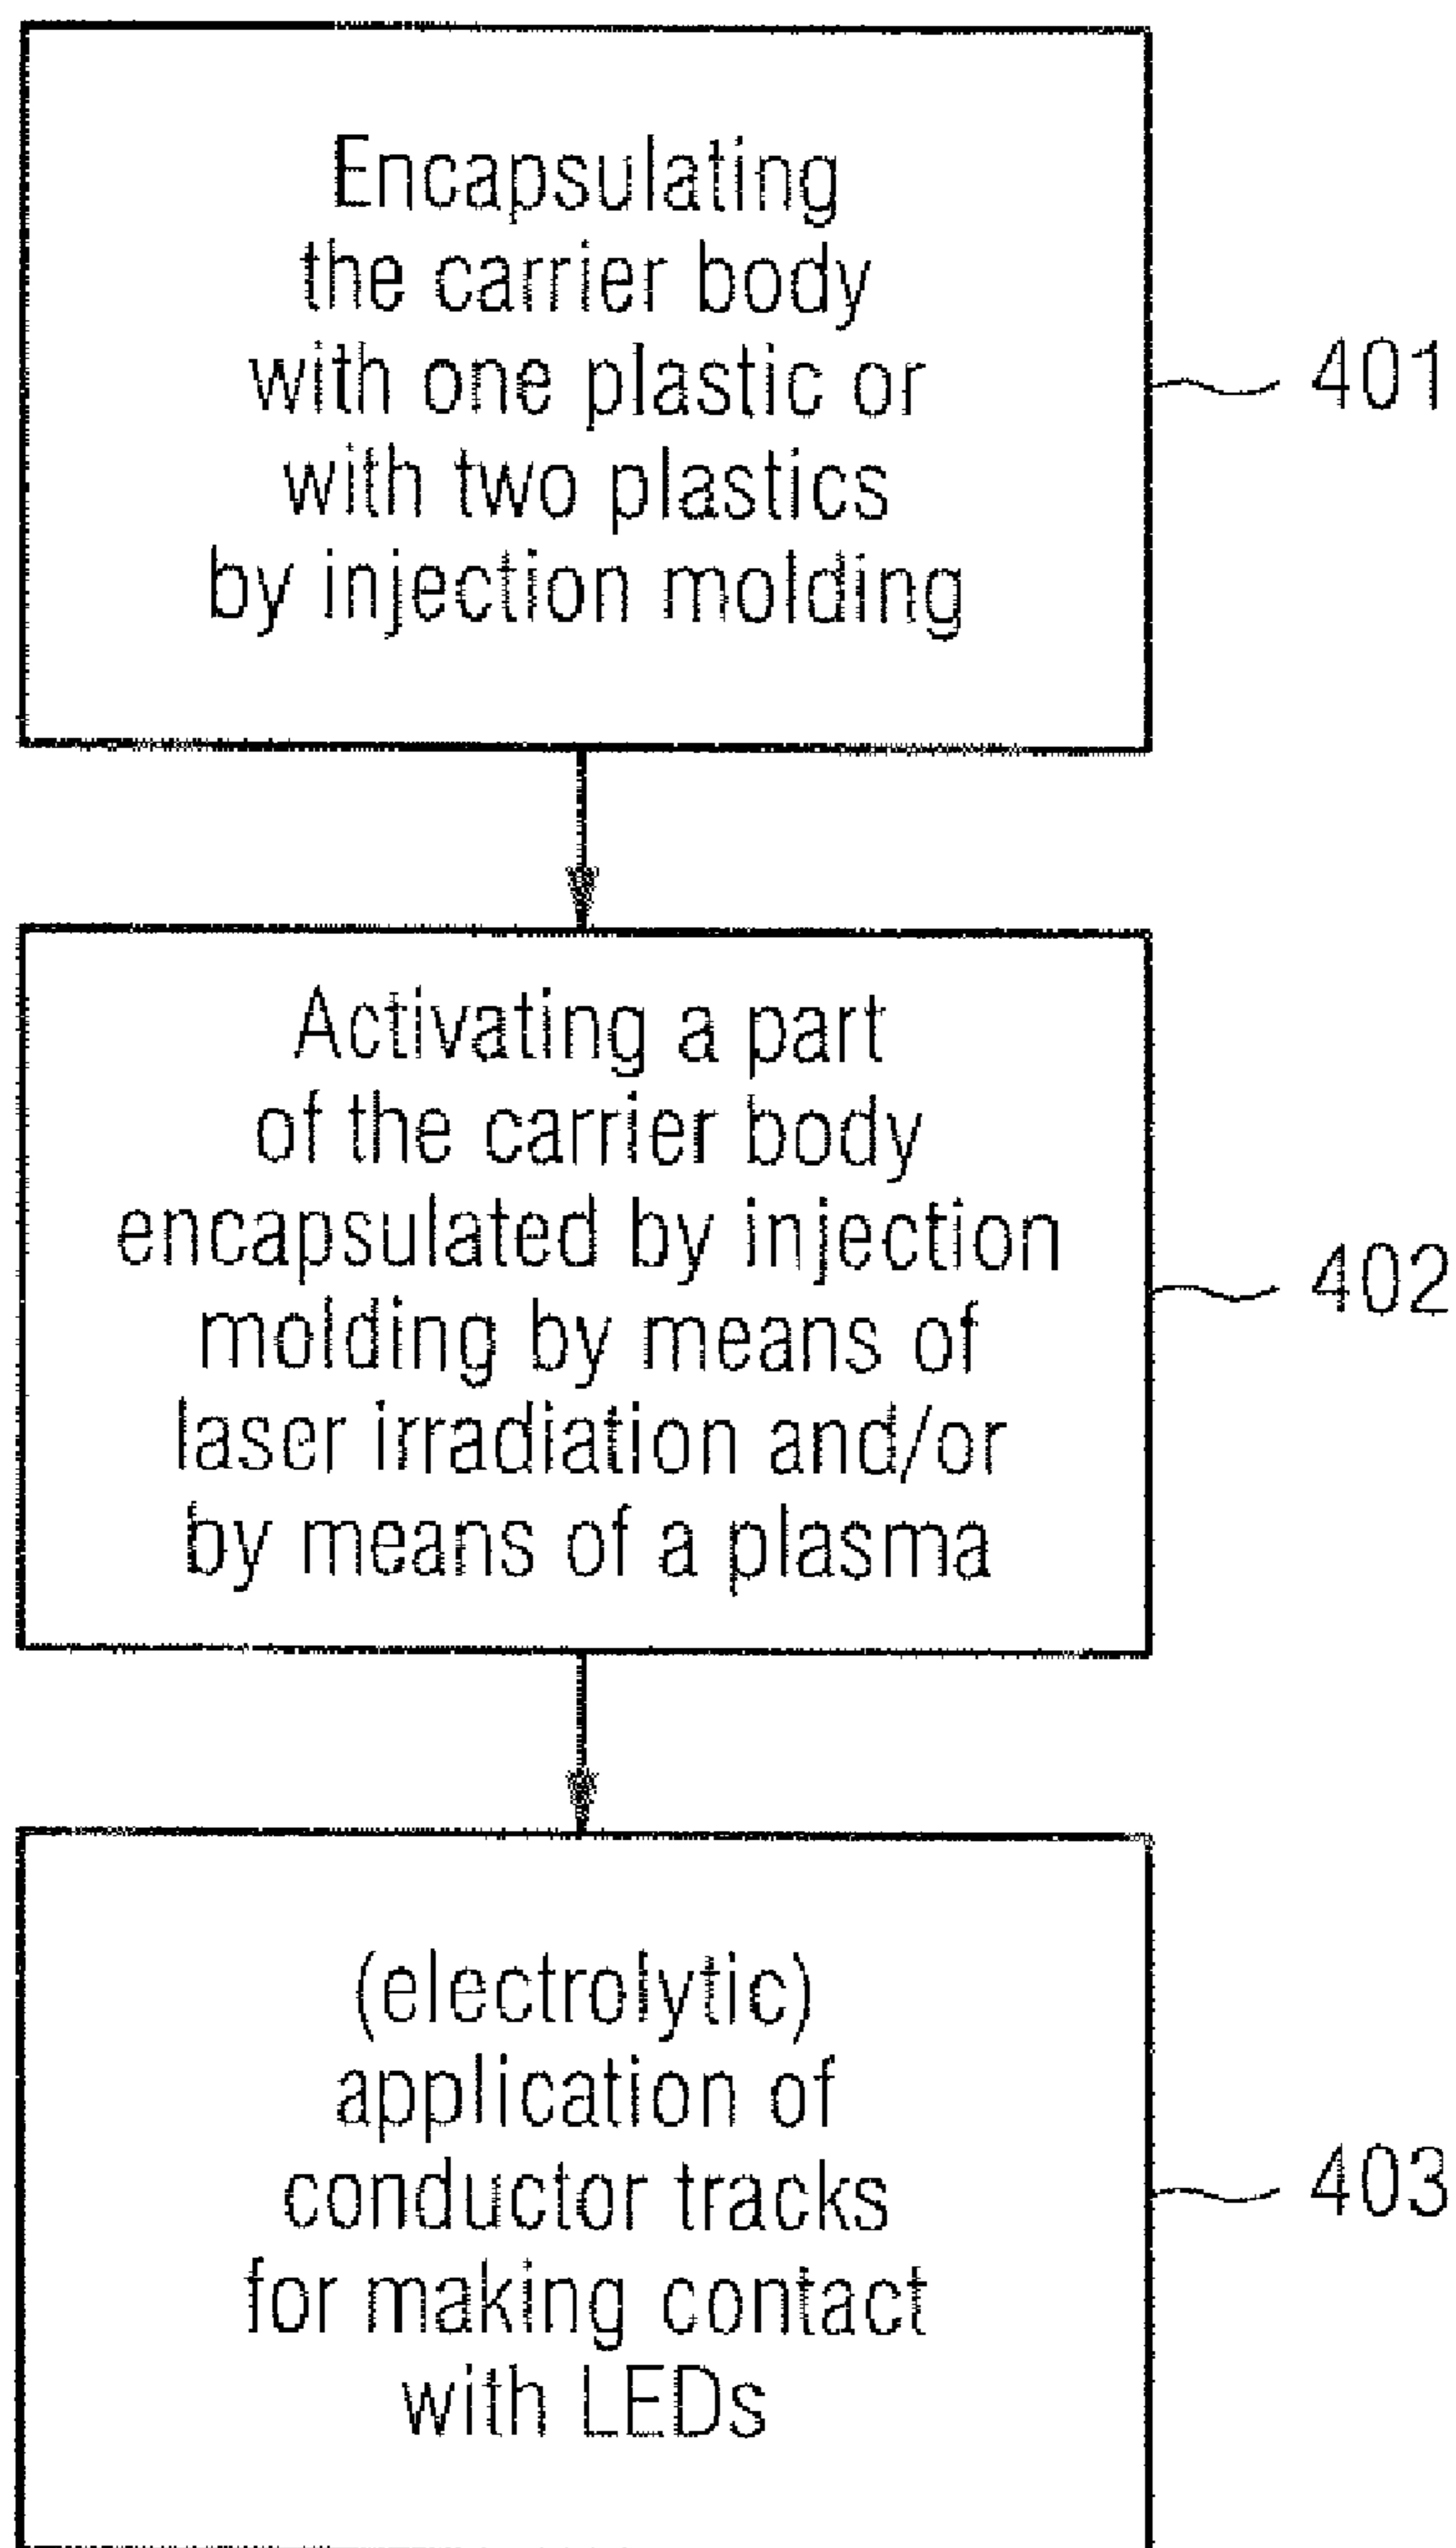 Encapsulating
the carrier body
with one plastic or
with two plastics
by injection molding
401
Activating a part
of the carrier body
encapsulated by injection
molding by means of
laser irradiation and/or
by means of a plasma
402
(electrolytic)
application of
conductor tracks
for making contact
with LEDs
403